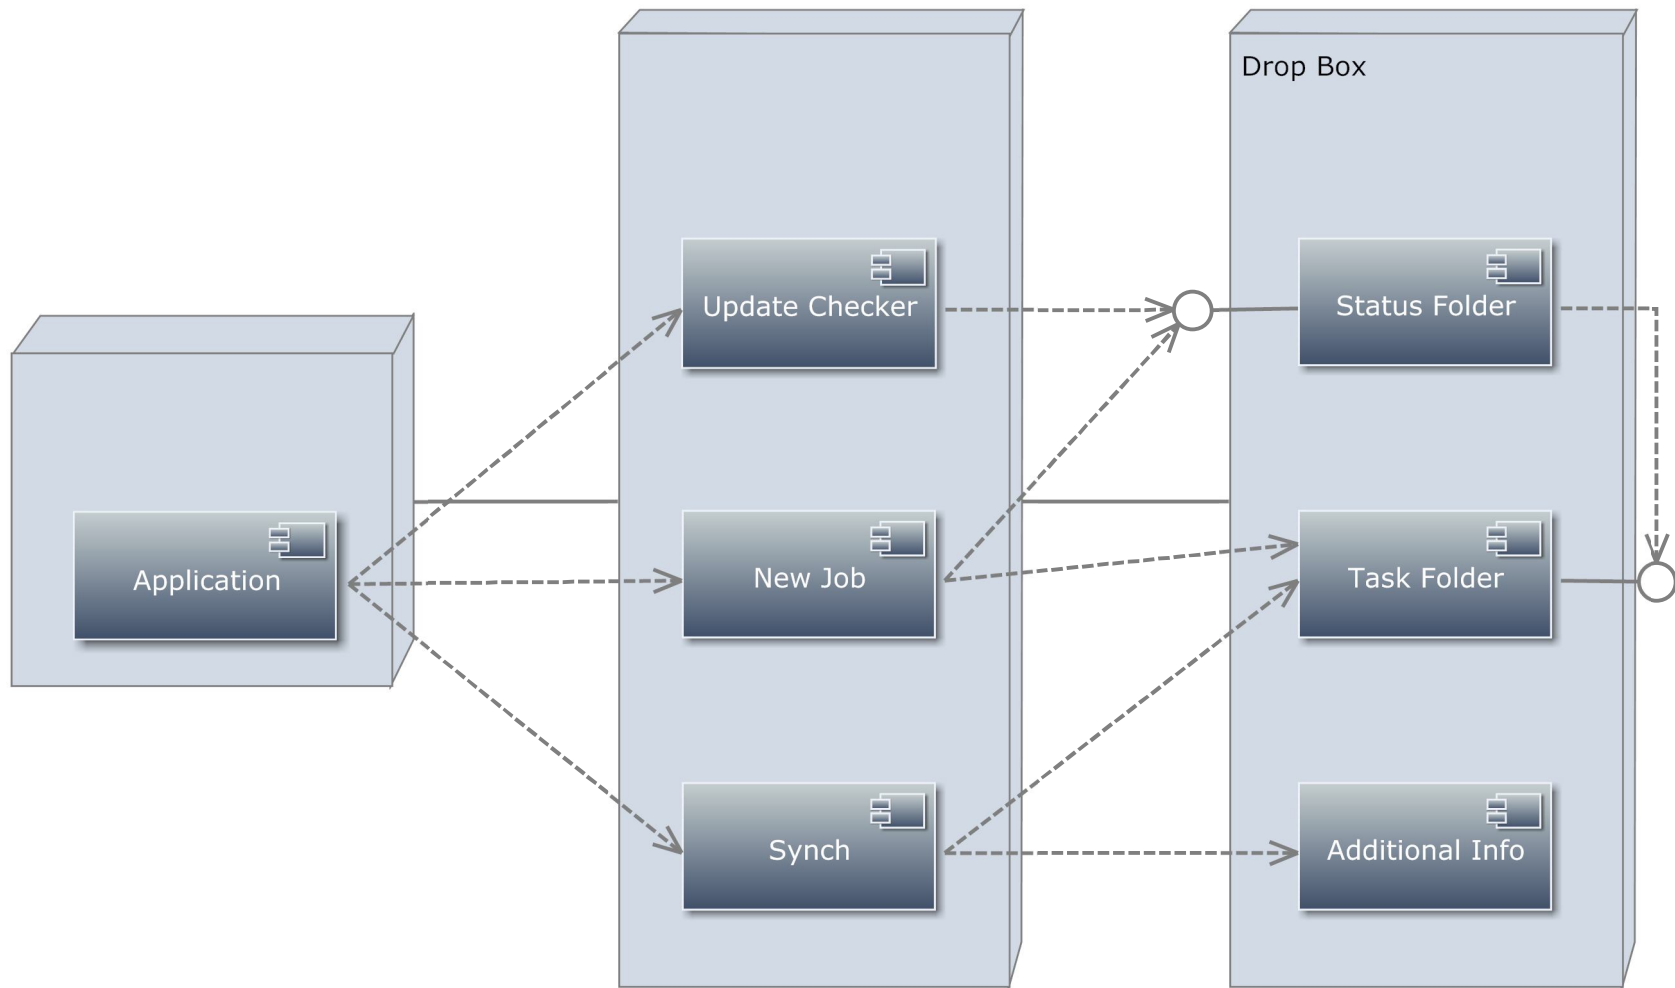 Drop Box
Update Checker
Status Folder
Application
New Job
Task Folder
Synch
Additional Info